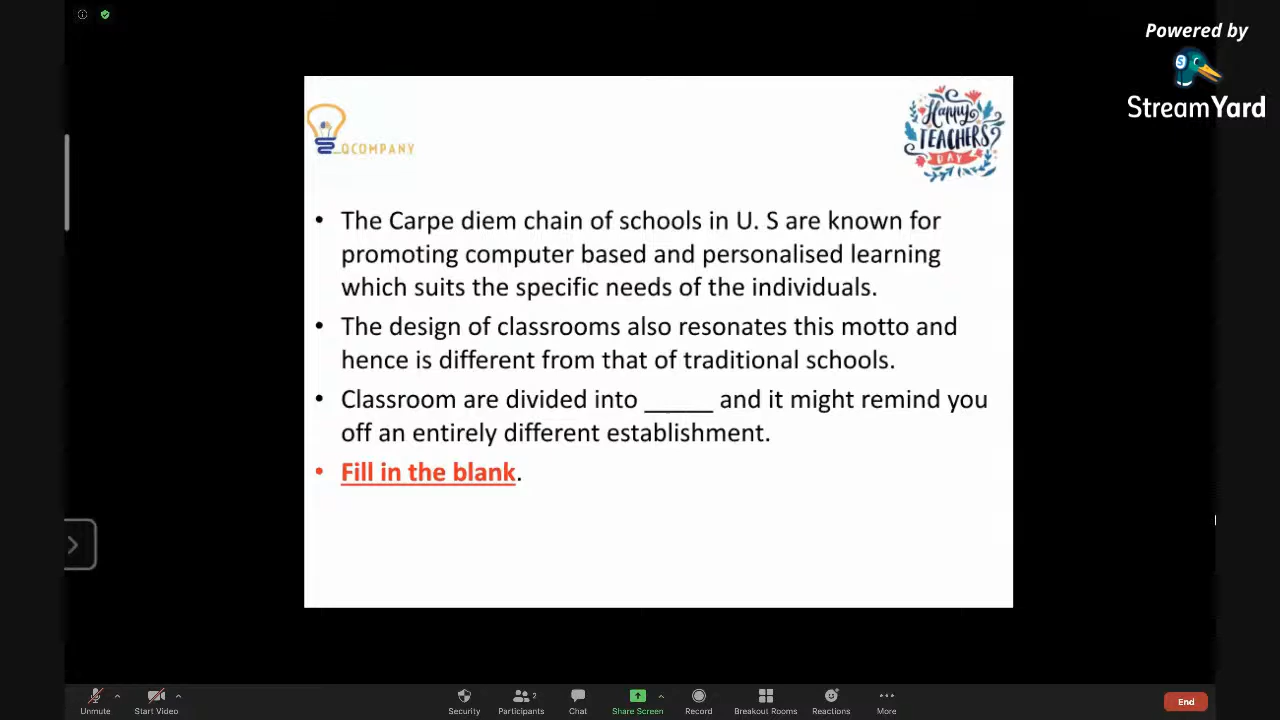 Powered by
StreamYard
QCOMPANY
Happy
TEACHERS'
DAY
• The Carpe diem chain of schools in U. S are known for
promoting computer based and personalised learning
which suits the specific needs of the individuals.
• The design of classrooms also resonates this motto and
hence is different from that of traditional schools.
• Classroom are divided into _____ and it might remind you
off an entirely different establishment.
• Fill in the blank.
Unmute
Start Video
Security
Participants 2
Chat
Share Screen
Record
Breakout Rooms
Reactions
More
End